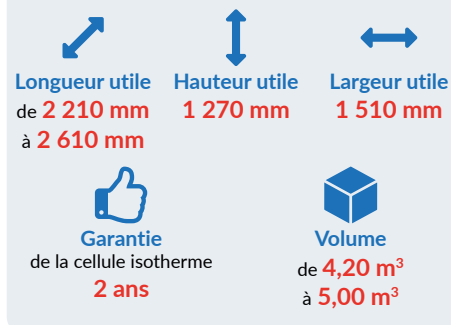 Longueur utile
de 2 210 mm
à 2 610 mm
Hauteur utile
1 270 mm
Largeur utile
1 510 mm
Garantie
de la cellule isotherme
2 ans
Volume
de 4,20 m³
à 5,00 m³